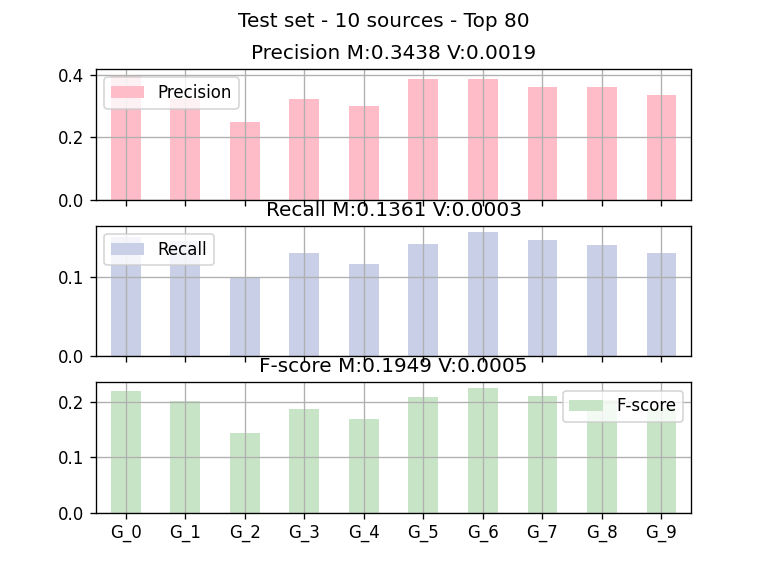 Test set - 10 sources - Top 80
Precision M:0.3438 V:0.0019
0.4
Precision
0.2
0.0
Recall M:0.1361 V:0.0003
Recall
0.1
0.0
F-score M:0.1949 V:0.0005
0.2
F-score
0.1
0.0
G_0 G_1 G_2 G_3 G_4 G_5 G_6 G_7 G_8 G_9